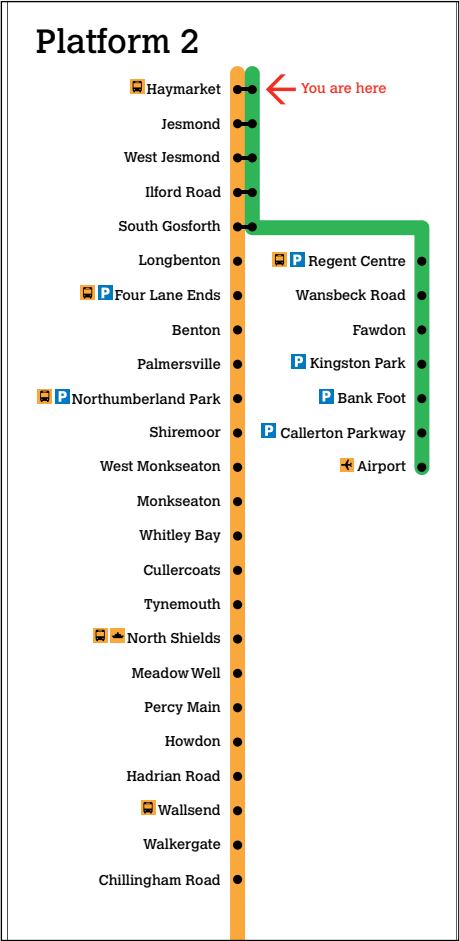 Platform 2
Haymarket
You are here
Jesmond
West Jesmond
Ilford Road
South Gosforth
Longbenton
P Regent Centre
P Four Lane Ends
Wansbeck Road
Benton
Fawdon
Palmersville
P Kingston Park
P Northumberland Park
P Bank Foot
Shiremoor
P Callerton Parkway
West Monkseaton
Airport
Monkseaton
Whitley Bay
Cullercoats
Tynemouth
North Shields
Meadow Well
Percy Main
Howdon
Hadrian Road
Wallsend
Walkergate
Chillingham Road